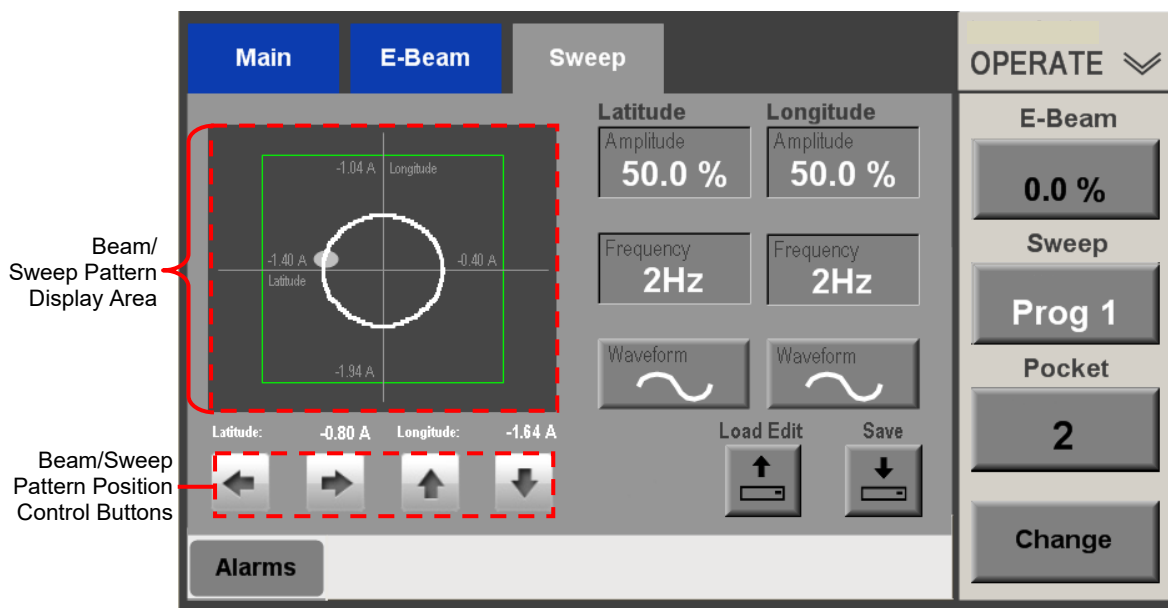 Main
E-Beam
Sweep
OPERATE
Latitude
Longitude
E-Beam
Amplitude
50.0 %
Amplitude
50.0 %
0.0 %
-1.04 A
Longitude
Beam/
Sweep Pattern
Display Area
-1.40 A
Latitude
-0.40 A
-1.94 A
Frequency
2Hz
Frequency
2Hz
Sweep
Prog 1
Waveform
Waveform
Pocket
2
Latitude:
-0.80 A
Longitude:
-1.64 A
Load Edit
Save
Beam/Sweep
Pattern Position
Control Buttons
Change
Alarms